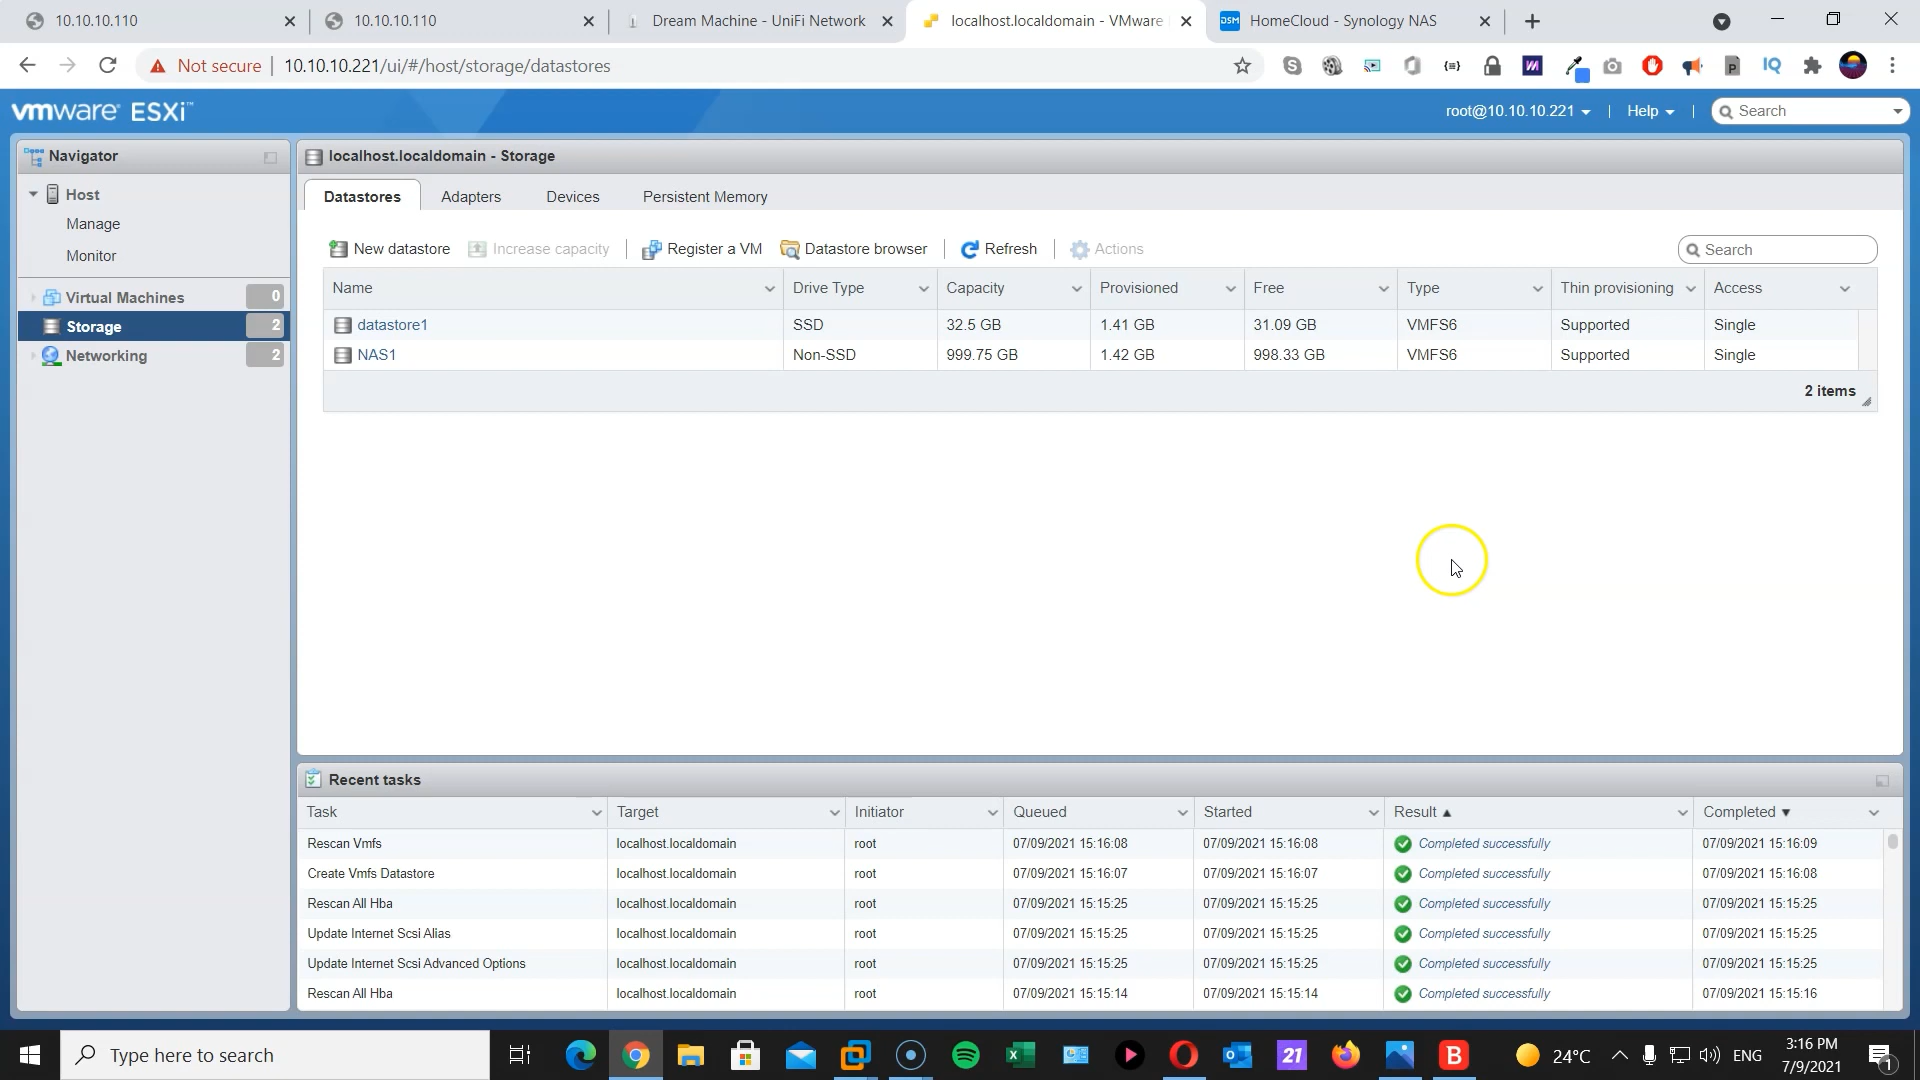 10.10.10.110
10.10.10.110
Dream Machine - UniFi Network
localhost.localdomain - VMware
HomeCloud - Synology NAS
Not secure | 10.10.10.221/ui/#/host/storage/datastores
vmware ESXi™
root@10.10.10.221 | Help | Search
Navigator
Host
Manage
Monitor
Virtual Machines 0
Storage 2
Networking 2
localhost.localdomain - Storage
Datastores Adapters Devices Persistent Memory
New datastore Increase capacity Register a VM Datastore browser Refresh Actions Search
Name Drive Type Capacity Provisioned Free Type Thin provisioning Access
datastore1 SSD 32.5 GB 1.41 GB 31.09 GB VMFS6 Supported Single
NAS1 Non-SSD 999.75 GB 1.42 GB 998.33 GB VMFS6 Supported Single
2 items
Recent tasks
Task Target Initiator Queued Started Result ▲ Completed ▼
Rescan Vmfs localhost.localdomain root 07/09/2021 15:16:08 07/09/2021 15:16:08 Completed successfully 07/09/2021 15:16:09
Create Vmfs Datastore localhost.localdomain root 07/09/2021 15:16:07 07/09/2021 15:16:07 Completed successfully 07/09/2021 15:16:08
Rescan All Hba localhost.localdomain root 07/09/2021 15:15:25 07/09/2021 15:15:25 Completed successfully 07/09/2021 15:15:25
Update Internet Scsi Alias localhost.localdomain root 07/09/2021 15:15:25 07/09/2021 15:15:25 Completed successfully 07/09/2021 15:15:25
Update Internet Scsi Advanced Options localhost.localdomain root 07/09/2021 15:15:25 07/09/2021 15:15:25 Completed successfully 07/09/2021 15:15:25
Rescan All Hba localhost.localdomain root 07/09/2021 15:15:14 07/09/2021 15:15:14 Completed successfully 07/09/2021 15:15:16
Type here to search
24°C ENG
3:16 PM
7/9/2021
1